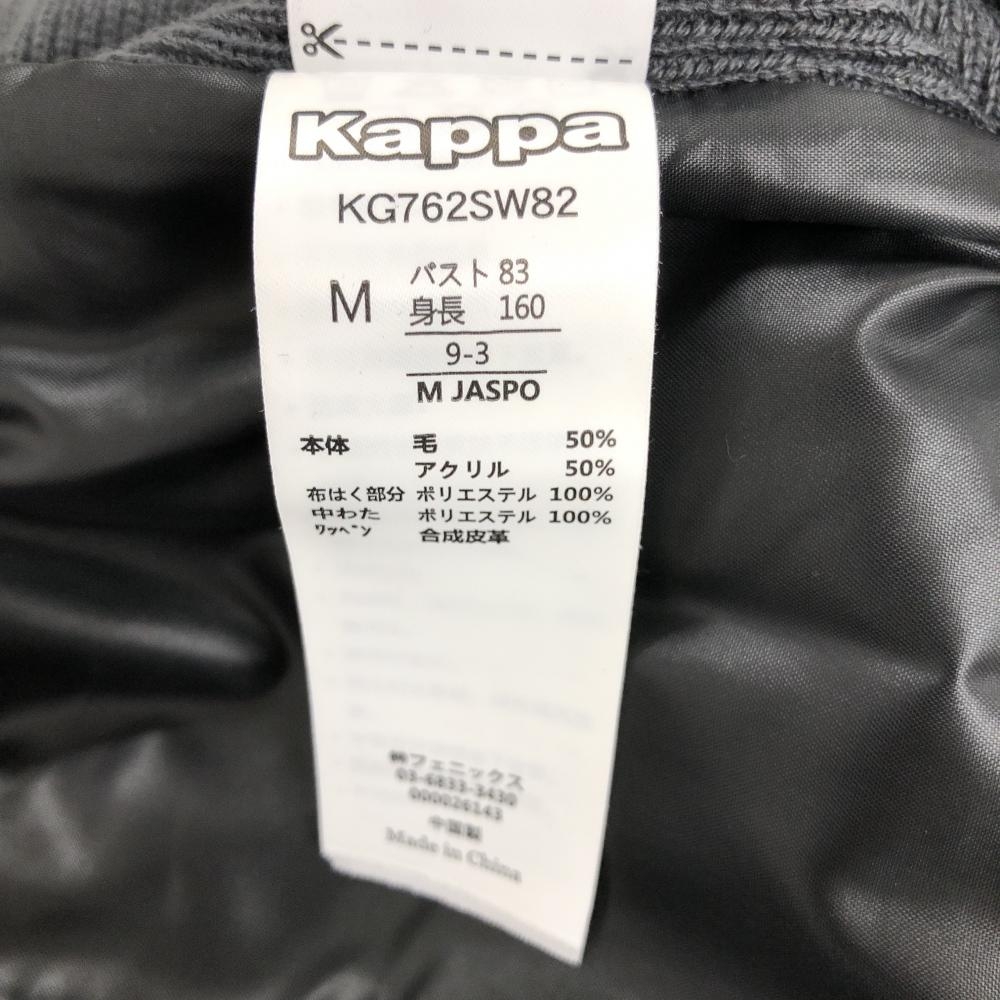 Kappa
KG762SW82
M
バスト 83
身長 160
9-3
M JASPO
本体 毛 50%
アクリル 50%
布はく部分 ポリエステル 100%
中わた ポリエステル 100%
ワッペン 合成皮革
㈱フェニックス
03-6833-3430
000026143
中国製
Made in China